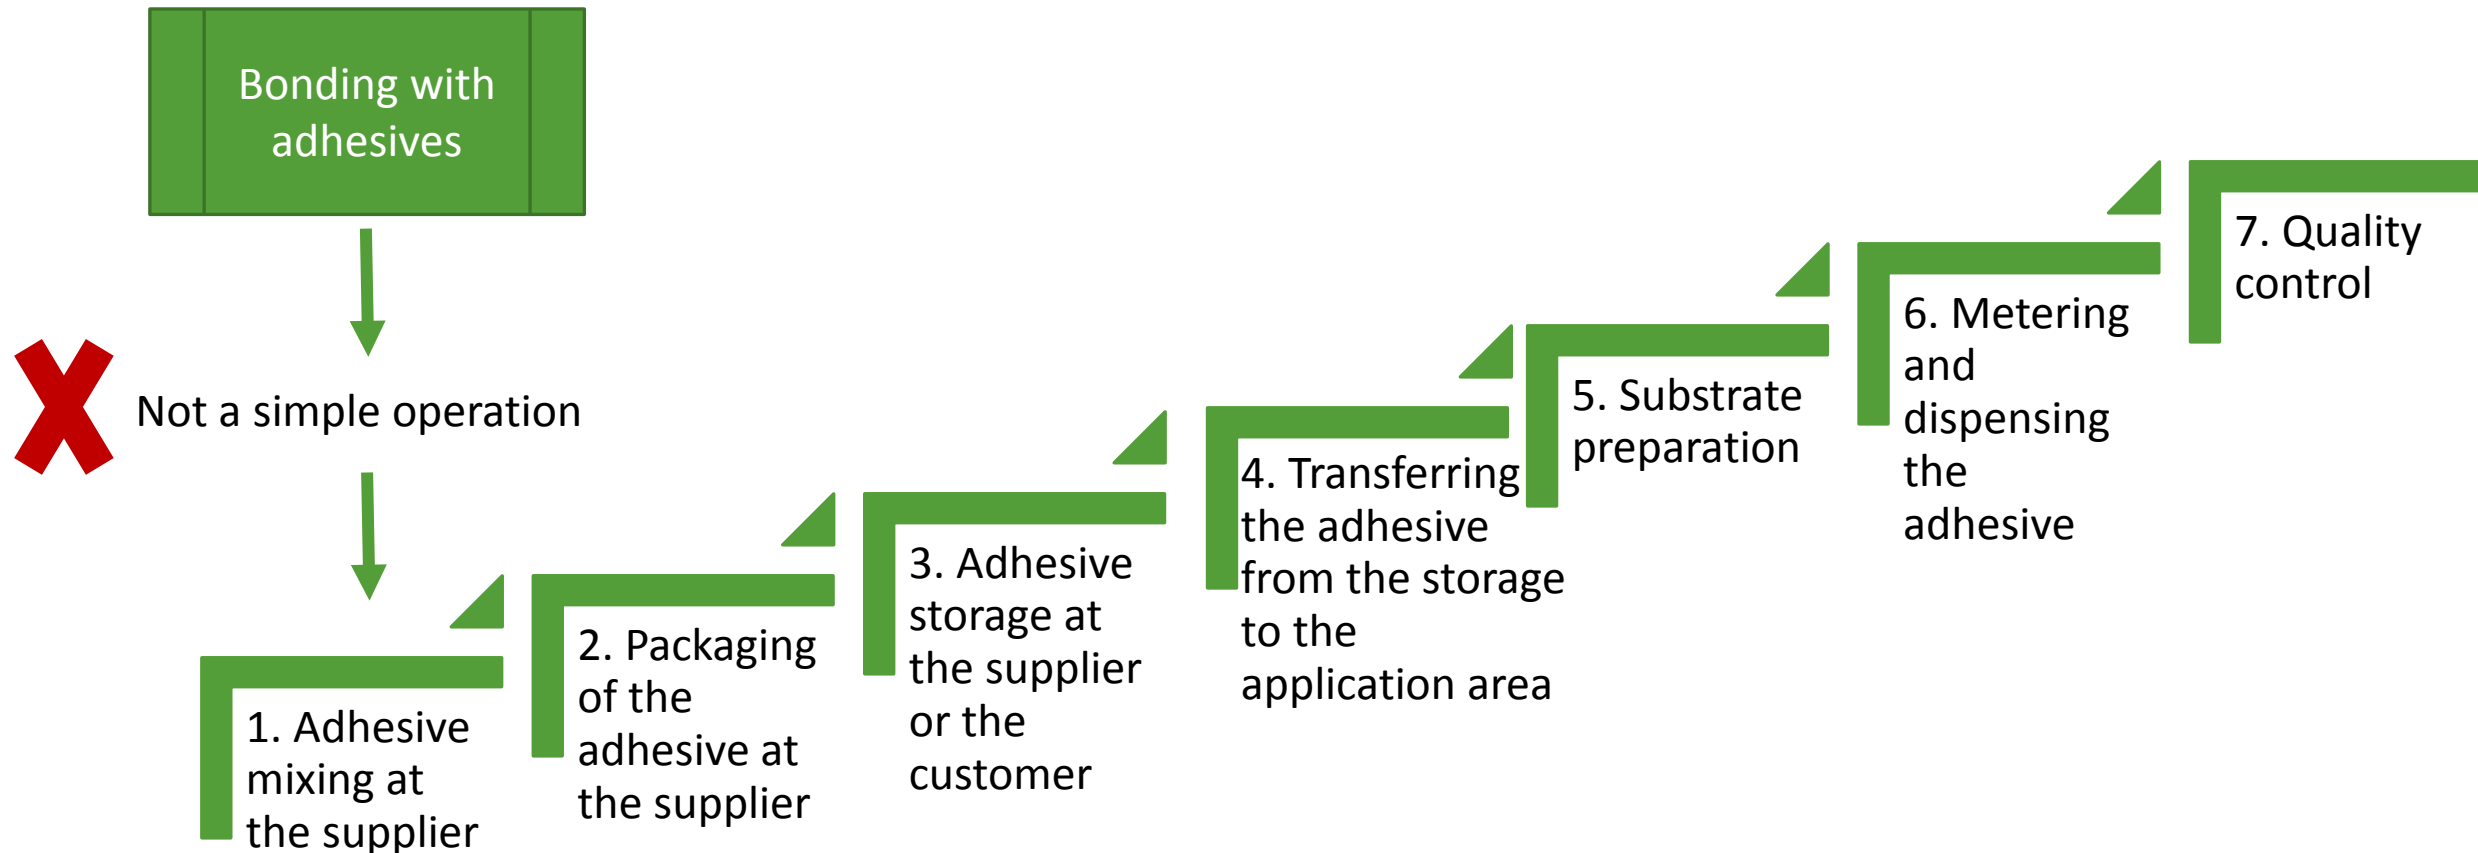 Bonding with
adhesives
Not a simple operation
1. Adhesive
mixing at
the supplier
2. Packaging
of the
adhesive at
the supplier
3. Adhesive
storage at
the supplier
or the
customer
4. Transferring
the adhesive
from the storage
to the
application area
5. Substrate
preparation
6. Metering
and
dispensing
the
adhesive
7. Quality
control